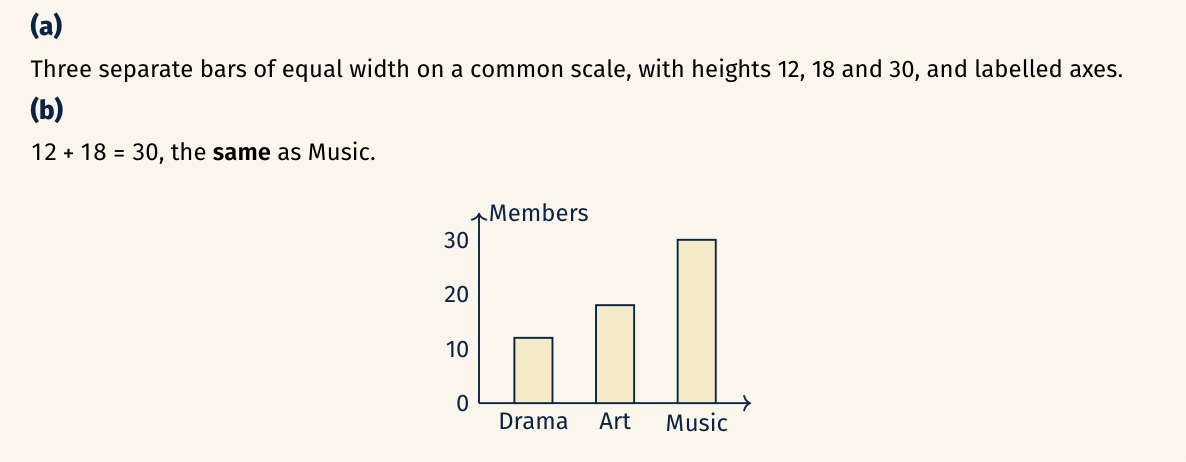 (a)
Three separate bars of equal width on a common scale, with heights 12, 18 and 30, and labelled axes.
(b)
12 + 18 = 30, the same as Music.
Members
30
20
10
0
Drama Art Music